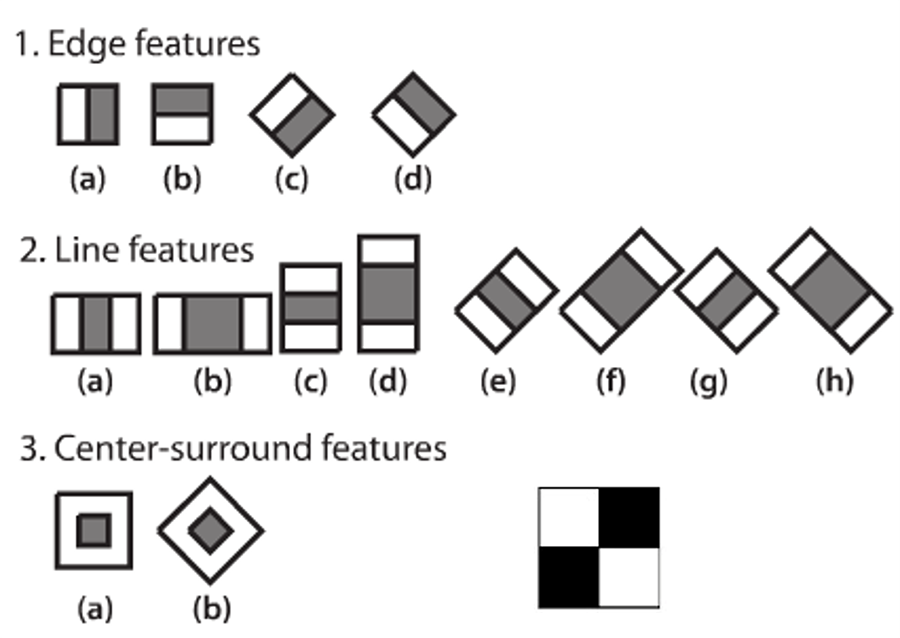 1. Edge features
(a) (b) (c) (d)
2. Line features
(a) (b) (c) (d) (e) (f) (g) (h)
3. Center-surround features
(a) (b)